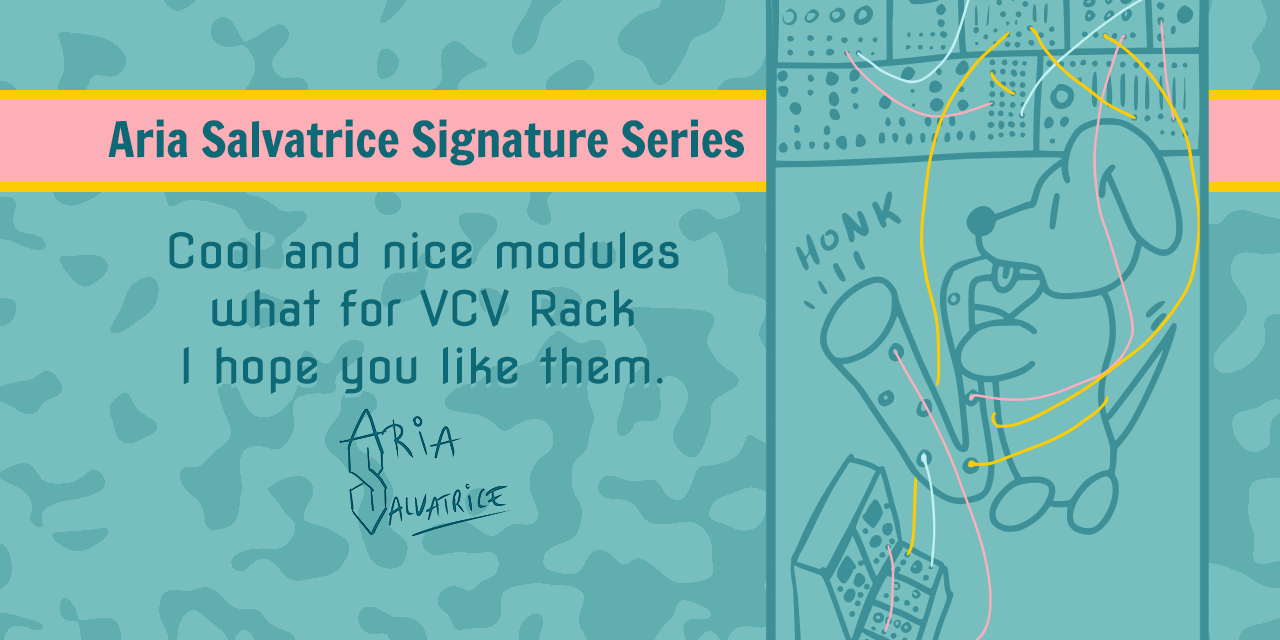 Aria Salvatrice Signature Series
Cool and nice modules
what for VCV Rack
I hope you like them.
ARiA
SALVATRiCE
HONK